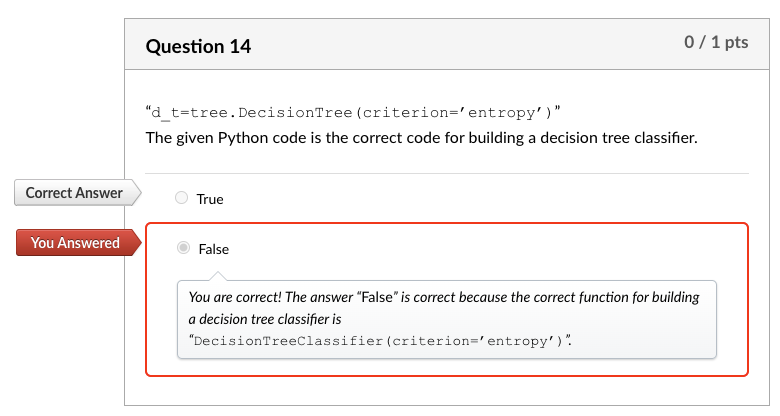 Question 14
0 / 1 pts
“d_t=tree.DecisionTree(criterion=’entropy’)”
The given Python code is the correct code for building a decision tree classifier.
Correct Answer
True
You Answered
False
You are correct! The answer “False” is correct because the correct function for building
a decision tree classifier is
“DecisionTreeClassifier(criterion=’entropy’)”.